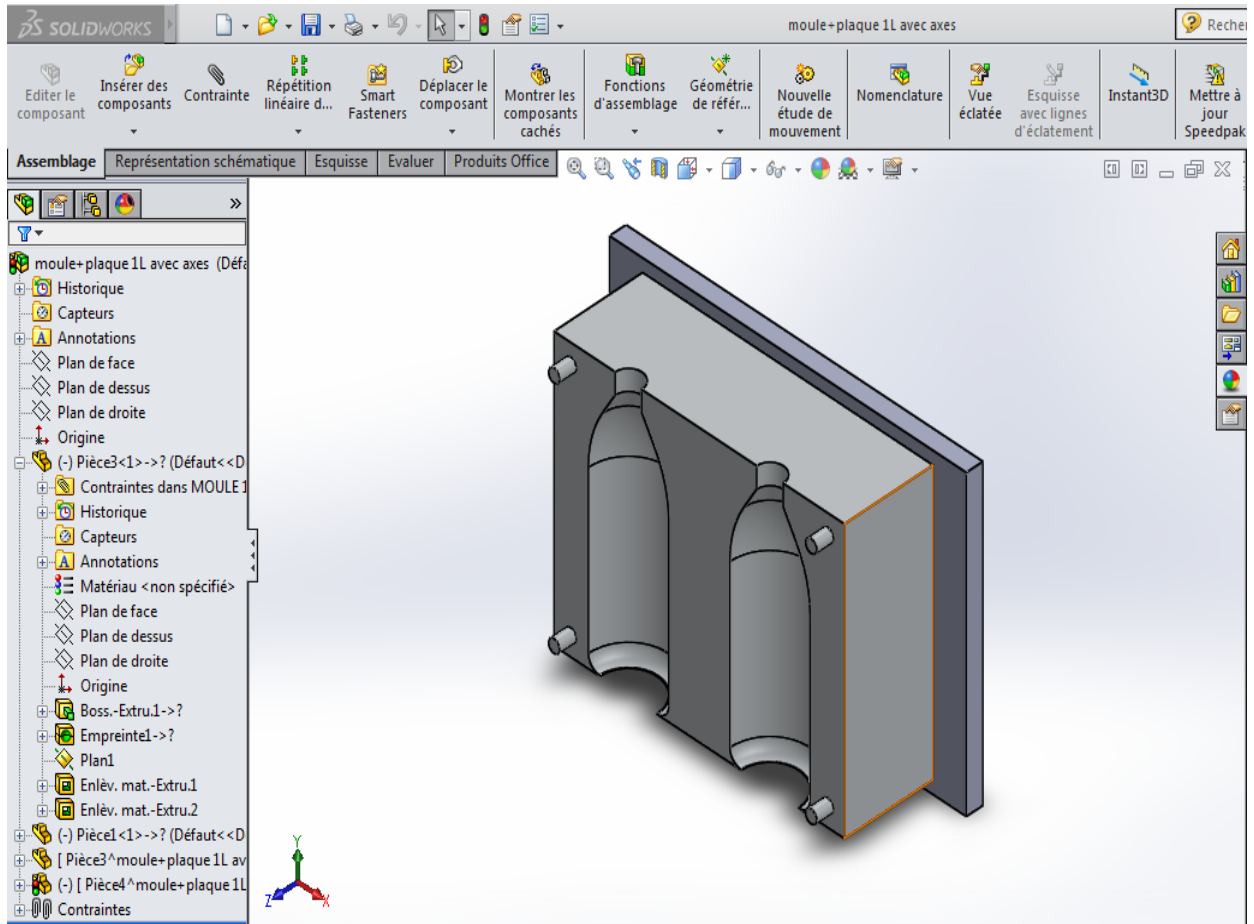 SOLIDWORKS
moule+plaque 1L avec axes
Recher
Editer le composant
Insérer des composants
Contrainte
Répétition linéaire d...
Smart Fasteners
Déplacer le composant
Montrer les composants cachés
Fonctions d'assemblage
Géométrie de référ...
Nouvelle étude de mouvement
Nomenclature
Vue éclatée
Esquisse avec lignes d'éclatement
Instant3D
Mettre à jour Speedpak
Assemblage
Représentation schématique
Esquisse
Evaluer
Produits Office
moule+plaque 1L avec axes (Défa
Historique
Capteurs
Annotations
Plan de face
Plan de dessus
Plan de droite
Origine
(-) Pièce3<1>->? (Défaut<<D
Contraintes dans MOULE 1
Historique
Capteurs
Annotations
Matériau <non spécifié>
Plan de face
Plan de dessus
Plan de droite
Origine
Boss.-Extru.1->?
Empreinte1->?
Plan1
Enlèv. mat.-Extru.1
Enlèv. mat.-Extru.2
(-) Pièce1<1>->? (Défaut<<D
[ Pièce3^moule+plaque 1L av
(-) [ Pièce4^moule+plaque 1L
Contraintes
Y
Z
X